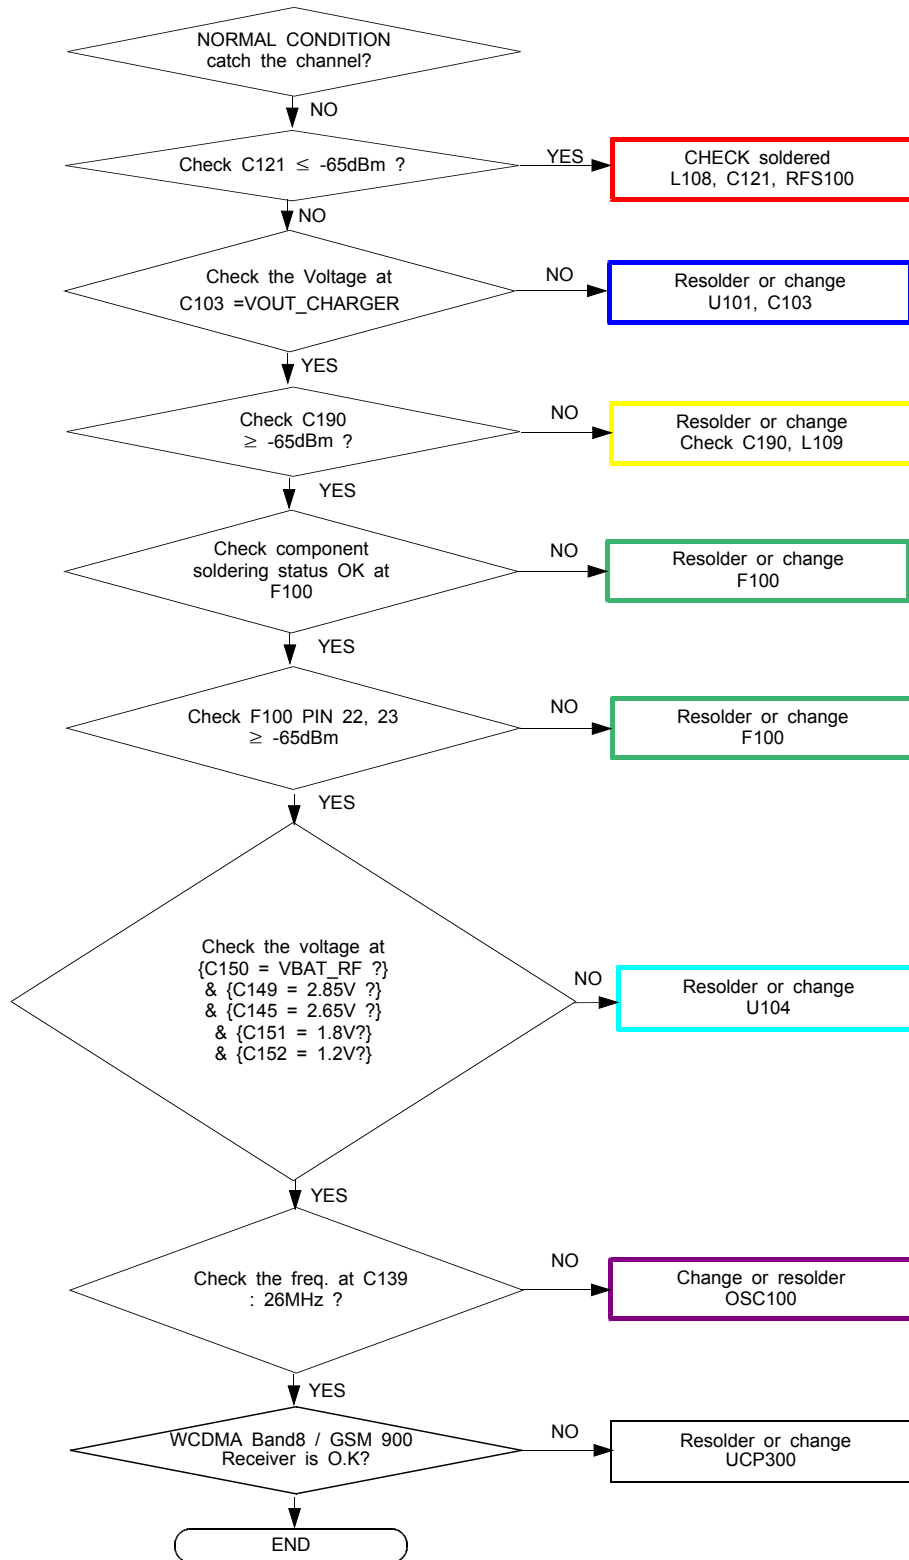 NORMAL CONDITION
catch the channel?
NO
Check C121 ≤ -65dBm ?
YES
CHECK soldered
L108, C121, RFS100
NO
Check the Voltage at
C103 =VOUT_CHARGER
NO
Resolder or change
U101, C103
YES
Check C190
≥ -65dBm ?
NO
Resolder or change
Check C190, L109
YES
Check component
soldering status OK at
F100
NO
Resolder or change
F100
YES
Check F100 PIN 22, 23
≥ -65dBm
NO
Resolder or change
F100
YES
Check the voltage at
{C150 = VBAT_RF ?}
& {C149 = 2.85V ?}
& {C145 = 2.65V ?}
& {C151 = 1.8V?}
& {C152 = 1.2V?}
NO
Resolder or change
U104
YES
Check the freq. at C139
: 26MHz ?
NO
Change or resolder
OSC100
YES
WCDMA Band8 / GSM 900
Receiver is O.K?
NO
Resolder or change
UCP300
END